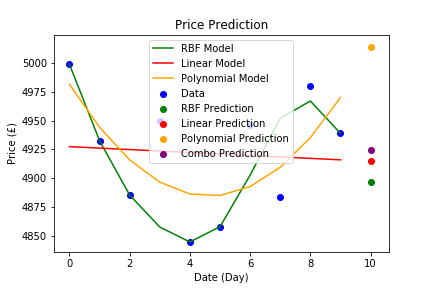 Price Prediction
Price (£)
5000
4975
4950
4925
4900
4875
4850
RBF Model
Linear Model
Polynomial Model
Data
RBF Prediction
Linear Prediction
Polynomial Prediction
Combo Prediction
0 2 4 6 8 10
Date (Day)